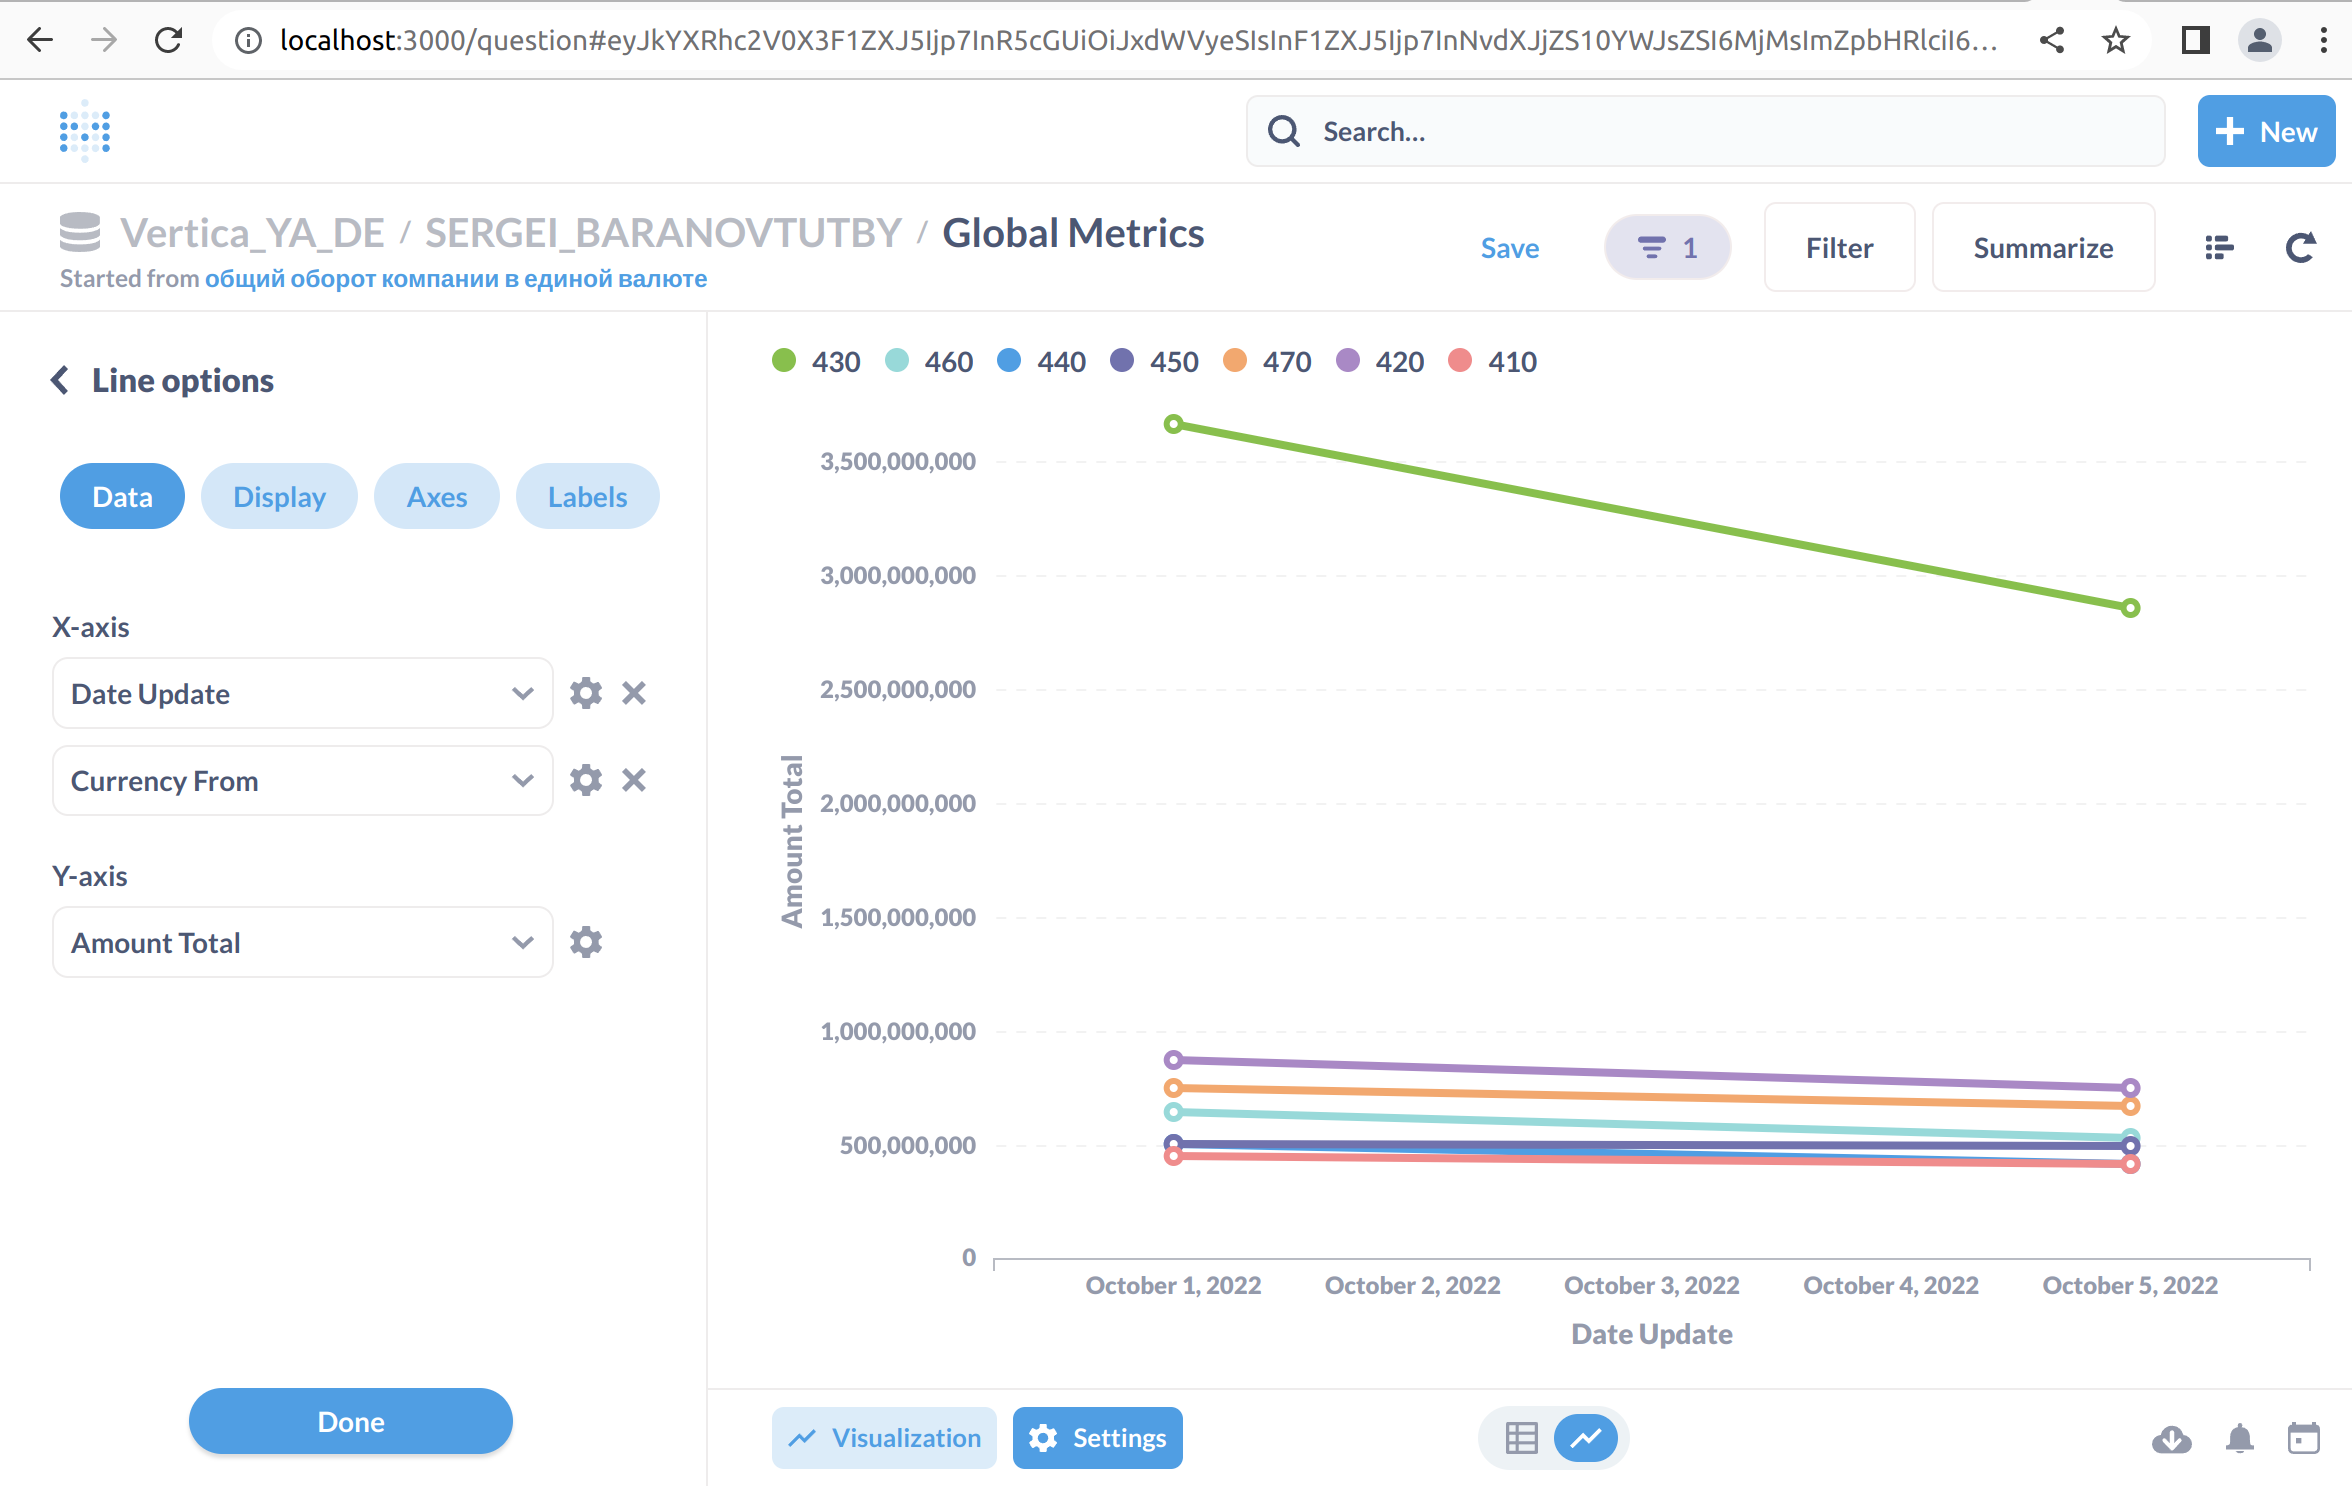 localhost:3000/question#eyJkYXRhc2V0X3F1ZXJ5Ijp7InR5cGUiOiJxdWVyeSIsInF1ZXJ5Ijp7InNvdXJjZS10YWJsZSI6MjMsImZpbHRlciI6...
Search...
New
Vertica_YA_DE / SERGEI_BARANOVTUTBY / Global Metrics
Started from общий оборот компании в единой валюте
Save
1
Filter
Summarize
Line options
Data Display Axes Labels
X-axis
Date Update
Currency From
Y-axis
Amount Total
Done
430 460 440 450 470 420 410
3,500,000,000
3,000,000,000
2,500,000,000
2,000,000,000
1,500,000,000
1,000,000,000
500,000,000
0
Amount Total
October 1, 2022 October 2, 2022 October 3, 2022 October 4, 2022 October 5, 2022
Date Update
Visualization
Settings